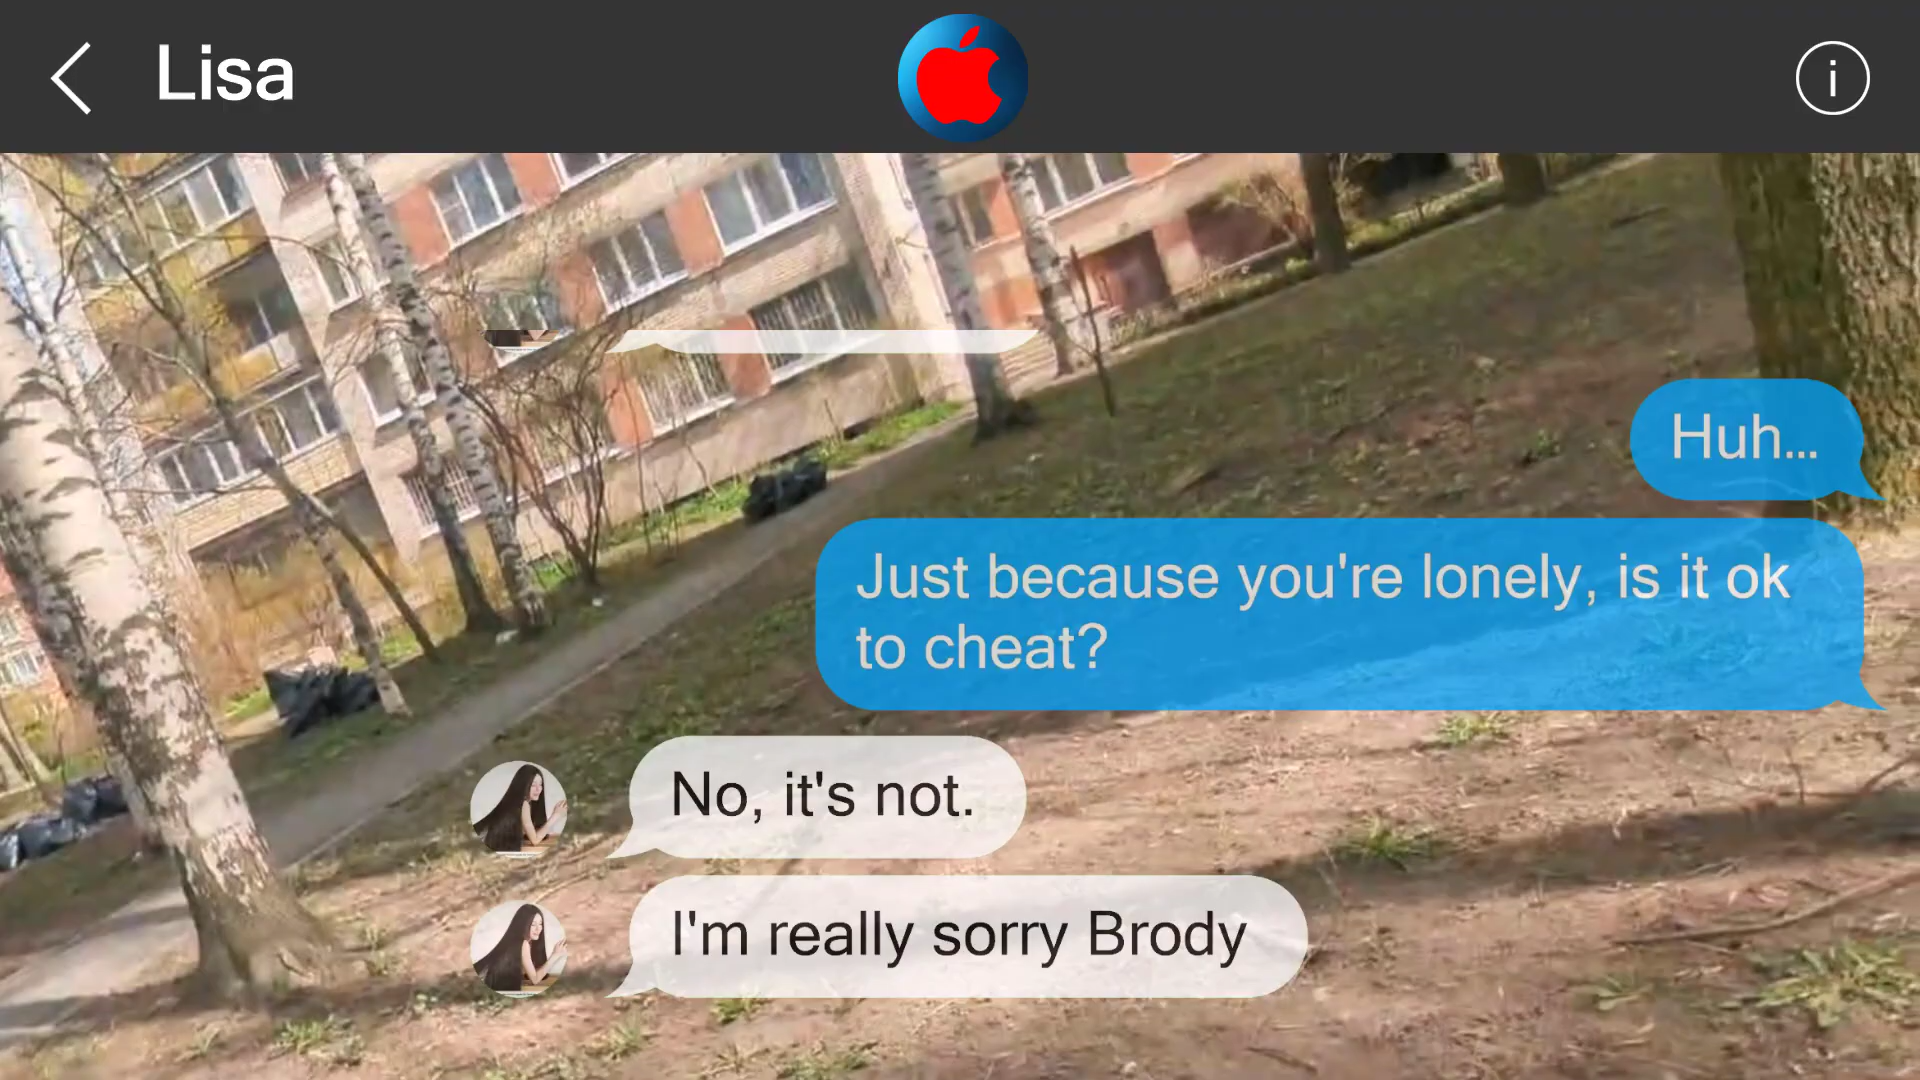 Lisa
i
Huh...
Just because you're lonely, is it ok
to cheat?
No, it's not.
I'm really sorry Brody